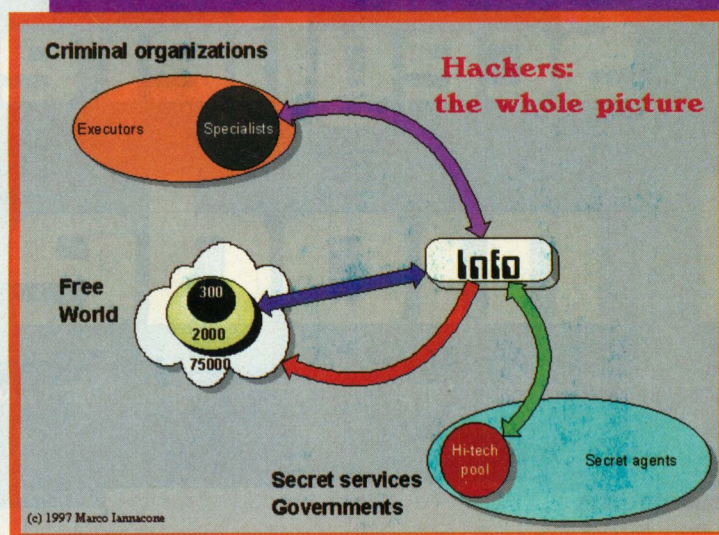 Criminal organizations
Hackers:
the whole picture
Executors
Specialists
Info
Free
World
300
2000
75000
Hi-tech
pool
Secret agents
Secret services
Governments
(c) 1997 Marco Iannacone